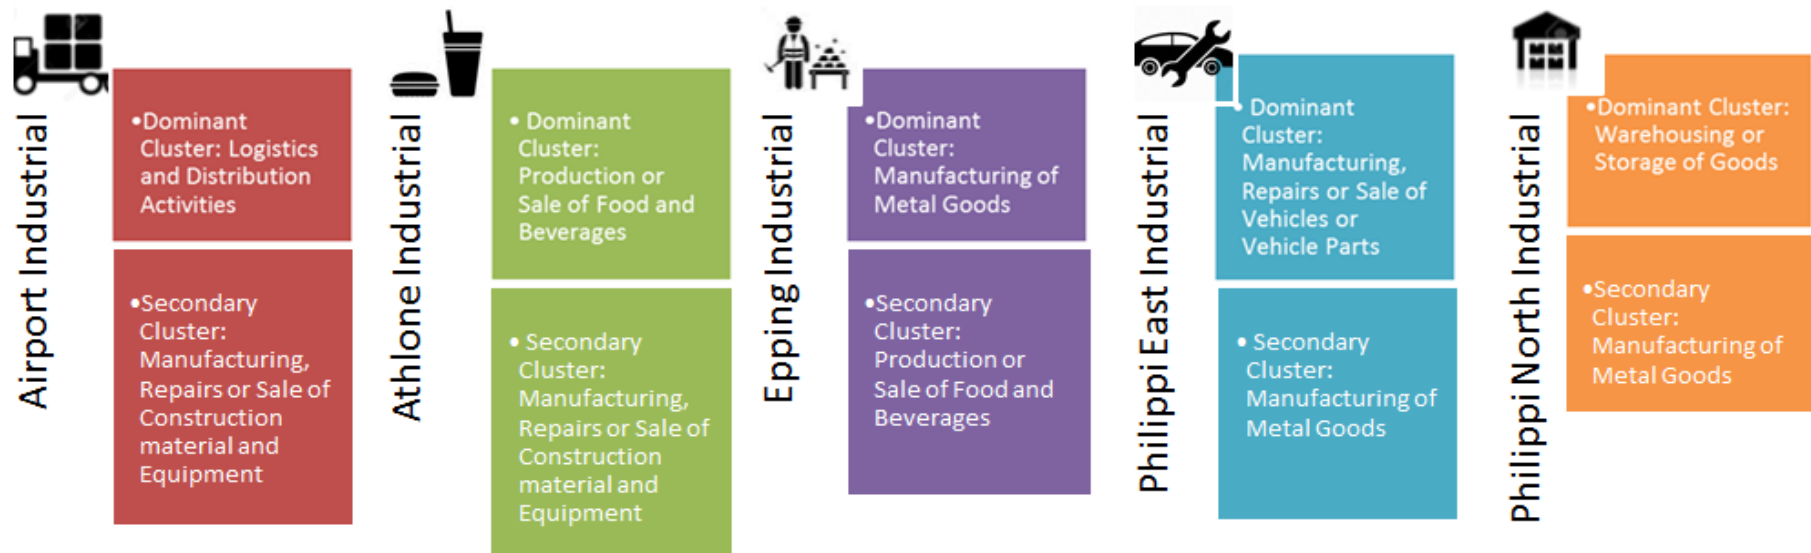 Airport Industrial
•Dominant
Cluster: Logistics
and Distribution
Activities
•Secondary
Cluster:
Manufacturing,
Repairs or Sale of
Construction
material and
Equipment
Athlone Industrial
• Dominant
Cluster:
Production or
Sale of Food and
Beverages
• Secondary
Cluster:
Manufacturing,
Repairs or Sale of
Construction
material and
Equipment
Epping Industrial
•Dominant
Cluster:
Manufacturing of
Metal Goods
•Secondary
Cluster:
Production or
Sale of Food and
Beverages
Philippi East Industrial
• Dominant
Cluster:
Manufacturing,
Repairs or Sale of
Vehicles or
Vehicle Parts
• Secondary
Cluster:
Manufacturing of
Metal Goods
Philippi North Industrial
•Dominant Cluster:
Warehousing or
Storage of Goods
•Secondary
Cluster:
Manufacturing of
Metal Goods